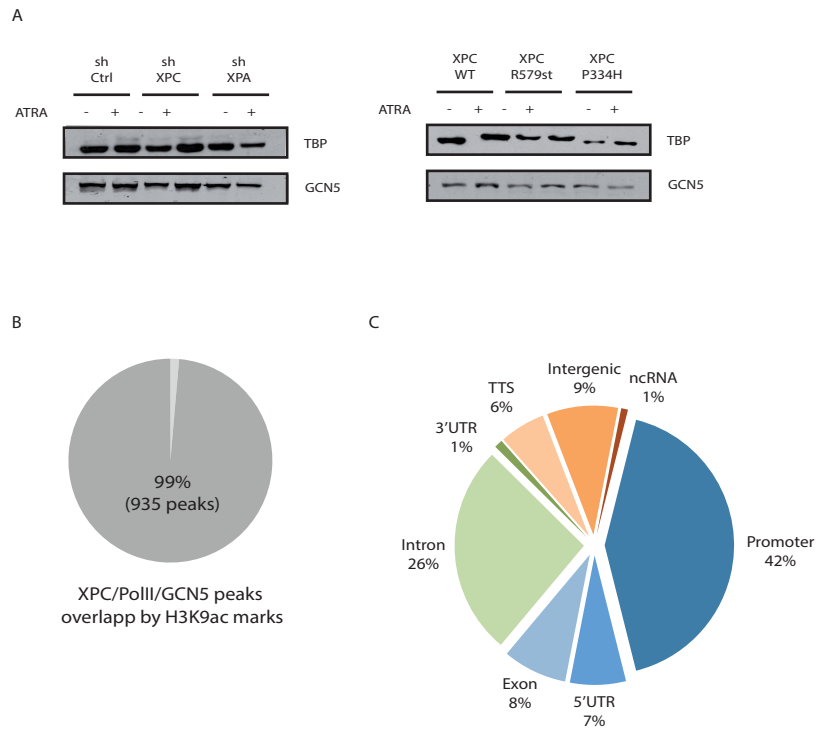 A
sh Ctrl
sh XPC
sh XPA
ATRA - + - + - +
TBP
GCN5
XPC WT
XPC R579st
XPC P334H
ATRA - + - + - +
TBP
GCN5
B
99%
(935 peaks)
XPC/PolII/GCN5 peaks
overlapp by H3K9ac marks
C
Intergenic
9%
ncRNA
1%
TTS
6%
3'UTR
1%
Intron
26%
Promoter
42%
Exon
8%
5'UTR
7%